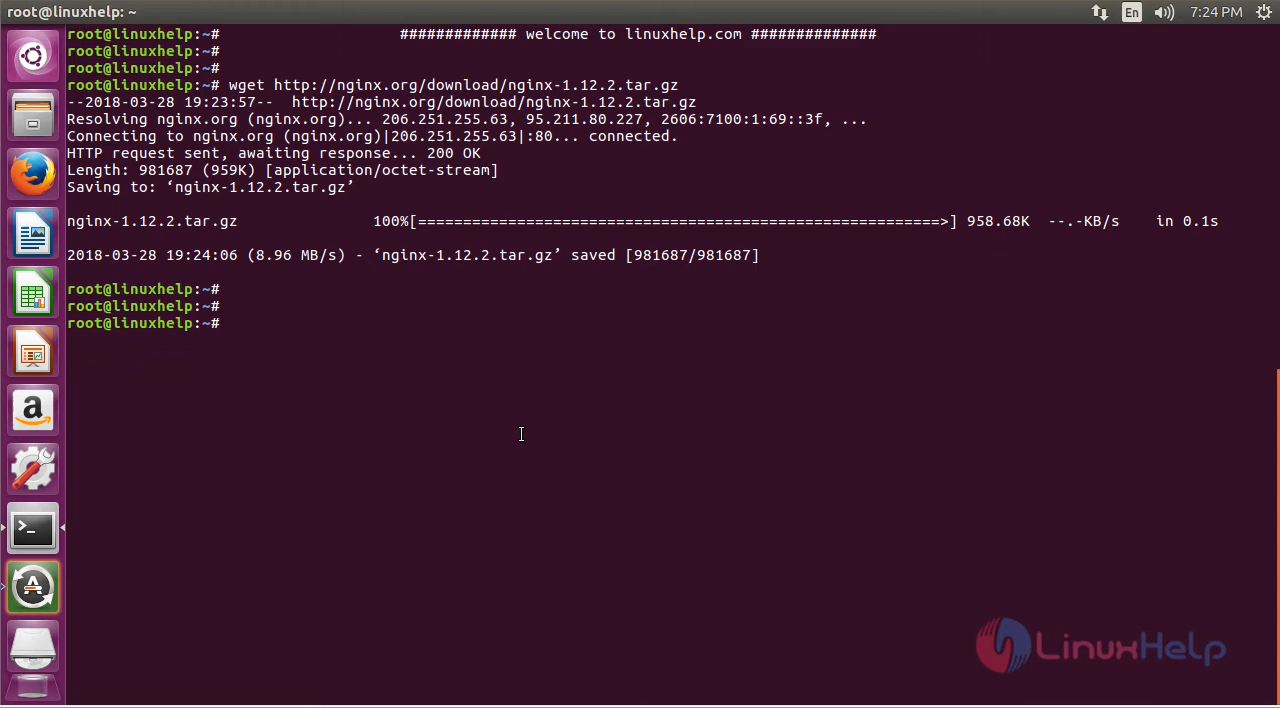 root@linuxhelp: ~
En
7:24 PM
root@linuxhelp:~# ############# welcome to linuxhelp.com ##############
root@linuxhelp:~#
root@linuxhelp:~#
root@linuxhelp:~# wget http://nginx.org/download/nginx-1.12.2.tar.gz
--2018-03-28 19:23:57-- http://nginx.org/download/nginx-1.12.2.tar.gz
Resolving nginx.org (nginx.org)... 206.251.255.63, 95.211.80.227, 2606:7100:1:69::3f, ...
Connecting to nginx.org (nginx.org)|206.251.255.63|:80... connected.
HTTP request sent, awaiting response... 200 OK
Length: 981687 (959K) [application/octet-stream]
Saving to: ‘nginx-1.12.2.tar.gz’
nginx-1.12.2.tar.gz 100%[==========================================================>] 958.68K --.-KB/s in 0.1s
2018-03-28 19:24:06 (8.96 MB/s) - ‘nginx-1.12.2.tar.gz’ saved [981687/981687]
root@linuxhelp:~#
root@linuxhelp:~#
root@linuxhelp:~#
LinuxHelp